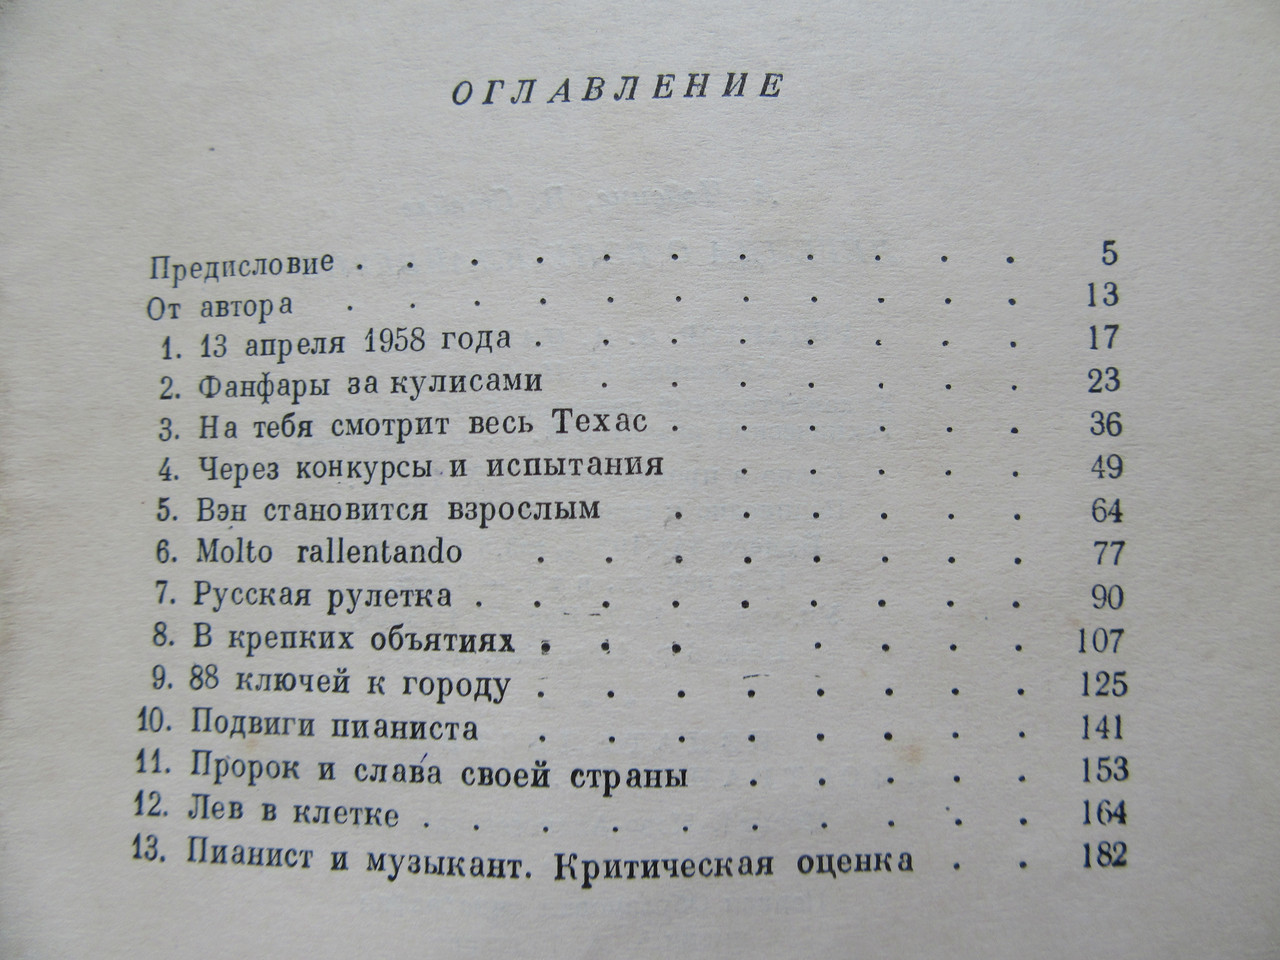 ОГЛАВЛЕНИЕ
Предисловие . . . . . . . . . . . 5
От автора . . . . . . . . . . . 13
1. 13 апреля 1958 года . . . . . . . . 17
2. Фанфары за кулисами . . . . . . . 23
3. На тебя смотрит весь Техас . . . . . . 36
4. Через конкурсы и испытания . . . . . 49
5. Вэн становится взрослым . . . . . . 64
6. Molto rallentando . . . . . . . . 77
7. Русская рулетка . . . . . . . . . 90
8. В крепких объятиях . . . . . . . 107
9. 88 ключей к городу . . . . . . . . 125
10. Подвиги пианиста . . . . . . . . 141
11. Пророк и слава своей страны . . . . . 153
12. Лев в клетке . . . . . . . . . . 164
13. Пианист и музыкант. Критическая оценка . . 182